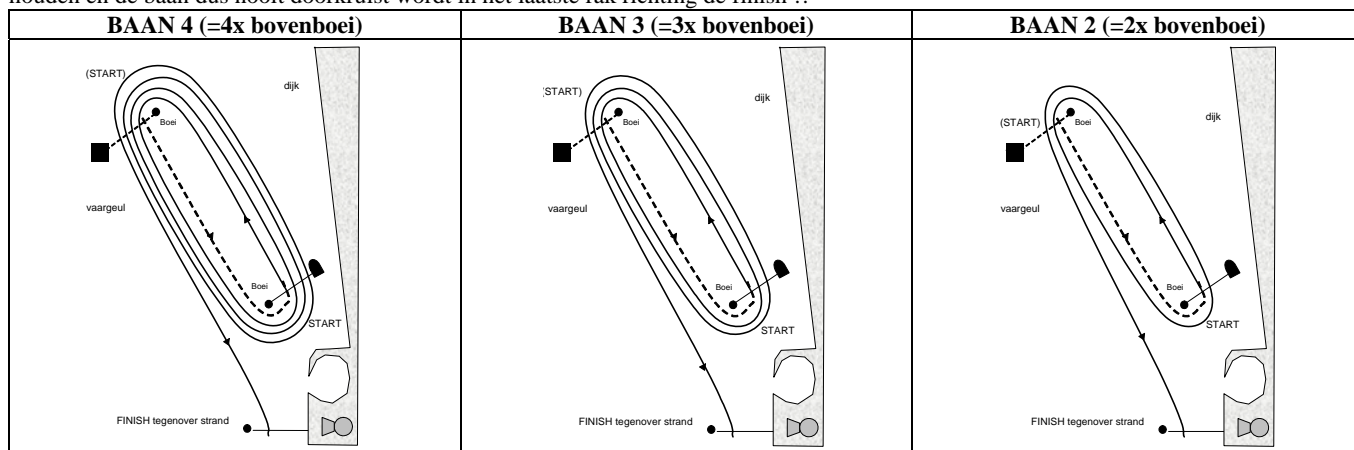 houden en de baan dus nooit doorkruist wordt in het laatste rak richting de finish !!
BAAN 4 (=4x bovenboei)
(START)
dijk
Boei
vaargeul
Boei
START
FINISH tegenover strand
BAAN 3 (=3x bovenboei)
(START)
dijk
Boei
vaargeul
Boei
START
FINISH tegenover strand
BAAN 2 (=2x bovenboei)
(START)
dijk
Boei
vaargeul
Boei
START
FINISH tegenover strand